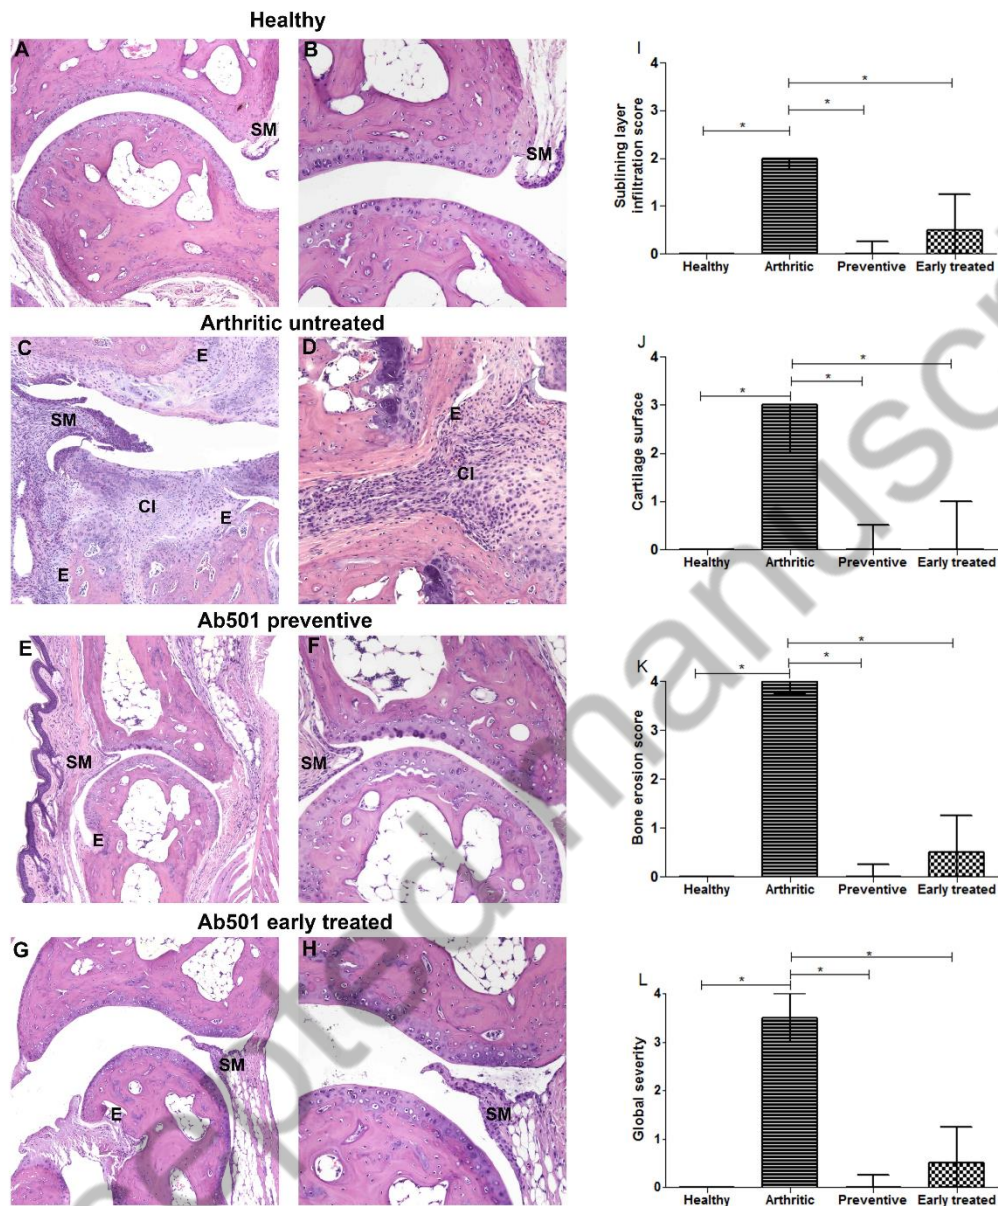 Healthy
A
SM
B
SM
Arthritic untreated
C
E
SM
CI
E
E
D
E
CI
Ab501 preventive
E
SM
E
F
SM
Ab501 early treated
G
SM
E
H
SM
I
Subling layer
infiltration score
4
3
2
1
0
* * *
Healthy Arthritic Preventive Early treated
J
Cartilage surface
4
3
2
1
0
* * *
Healthy Arthritic Preventive Early treated
K
Bone erosion score
4
3
2
1
0
* * *
Healthy Arthritic Preventive Early treated
L
Global severity
4
3
2
1
0
* * *
Healthy Arthritic Preventive Early treated
epted manuscr